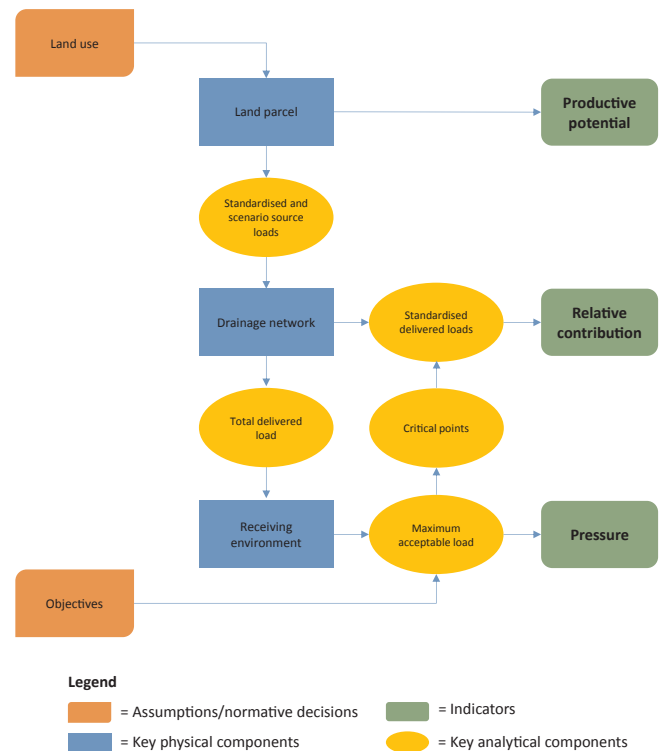 Land use
Land parcel
Productive
potential
Standardised and
scenario source
loads
Drainage network
Standardised
delivered loads
Relative
contribution
Total delivered
load
Critical points
Receiving
environment
Maximum
acceptable load
Pressure
Objectives
Legend
= Assumptions/normative decisions
= Indicators
= Key physical components
= Key analytical components